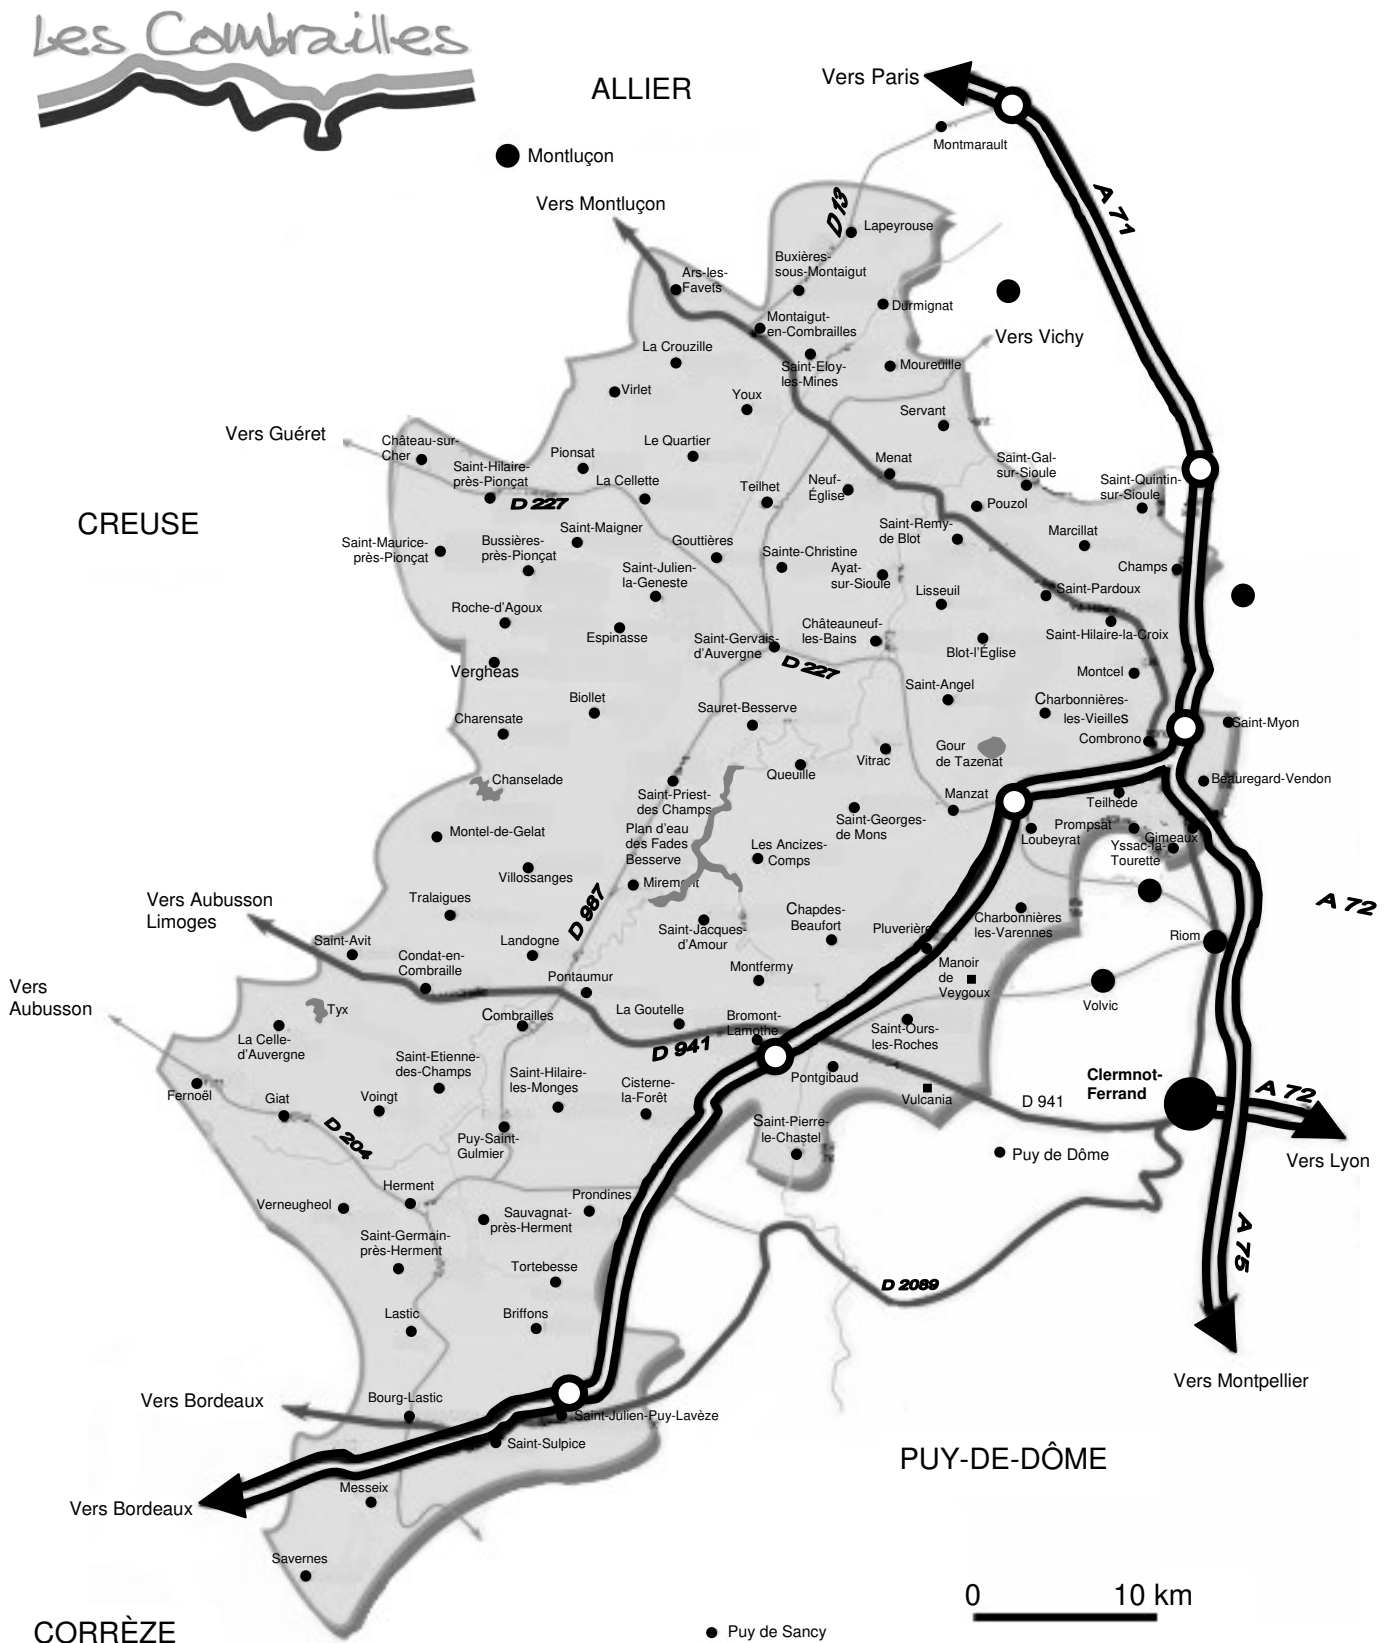 Les Combrailles
ALLIER
Vers Paris
Montmarault
Montluçon
A 71
Vers Montluçon
D 13
Lapeyrouse
Buxières-
sous-Montaigut
Ars-les-
Favets
Durmignat
Montaigut-
en-Combrailles
Vers Vichy
La Crouzille
Saint-Eloy-
les-Mines
Moureuille
Virlet
Youx
Servant
Vers Guéret
Château-sur-
Cher
Le Quartier
Pionsat
Saint-Hilaire-
près-Pionçat
La Cellette
Menat
Saint-Gal-
sur-Sioule
Saint-Quintin-
sur-Sioule
Teilhet
Neuf-
Église
D 227
Pouzol
CREUSE
Saint-Maigner
Saint-Remy-
de Blot
Marcillat
Saint-Maurice-
près-Pionçat
Bussières-
près-Pionçat
Gouttières
Sainte-Christine
Champs
Saint-Julien-
la-Geneste
Ayat-
sur-Sioule
Lisseuil
Saint-Pardoux
Roche-d'Agoux
Espinasse
Saint-Gervais-
d'Auvergne
Châteauneuf-
les-Bains
Blot-l'Église
Saint-Hilaire-la-Croix
D 227
Vergheas
Montcel
Saint-Angel
Biollet
Charbonnières-
les-Vieilles
Sauret-Besserve
Charensate
Saint-Myon
Combrono
Gour
de Tazenat
Vitrac
Queuille
Chanselade
Beauregard-Vendon
Saint-Priest-
des Champs
Manzat
Teilhède
Saint-Georges-
de Mons
Plan d'eau
des Fades
Besserve
Montel-de-Gelat
Prompsat
Loubeyrat
Gimeaux
Yssac-la-
Tourette
Les Ancizes-
Comps
Villossanges
Miremont
Vers Aubusson
Limoges
Tralaigues
D 987
A 72
Chapdes-
Beaufort
Charbonnières
les-Varennes
Saint-Jacques-
d'Amour
Pluverière
Riom
Saint-Avit
Landogne
Condat-en-
Combraille
Montfermy
Manoir
de
Veygoux
Pontaumur
Volvic
Vers
Aubusson
Tyx
La Goutelle
Combrailles
Bromont-
Lamothe
Saint-Ours-
les-Roches
La Celle-
d'Auvergne
D 941
Saint-Etienne-
des-Champs
Saint-Hilaire-
les-Monges
Cisterne-
la-Forêt
Pontgibaud
Clermnot-
Ferrand
Fernoël
Giat
Voingt
Vulcania
D 941
A 72
D 204
Puy-Saint-
Gulmier
Saint-Pierre-
le-Chastel
Puy de Dôme
Vers Lyon
Herment
Verneugheol
Prondines
Sauvagnat-
près-Herment
Saint-Germain-
près-Herment
A 75
Tortebesse
D 2089
Lastic
Briffons
Vers Montpellier
Vers Bordeaux
Bourg-Lastic
Saint-Julien-Puy-Lavèze
Saint-Sulpice
PUY-DE-DÔME
Messeix
Vers Bordeaux
Savernes
0 10 km
CORRÈZE
Puy de Sancy